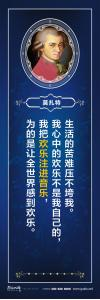 莫扎特
生活的苦难压不垮我。
我心中的欢乐不是我自己的，
我把欢乐注进音乐，
为的是让全世界感到欢乐。